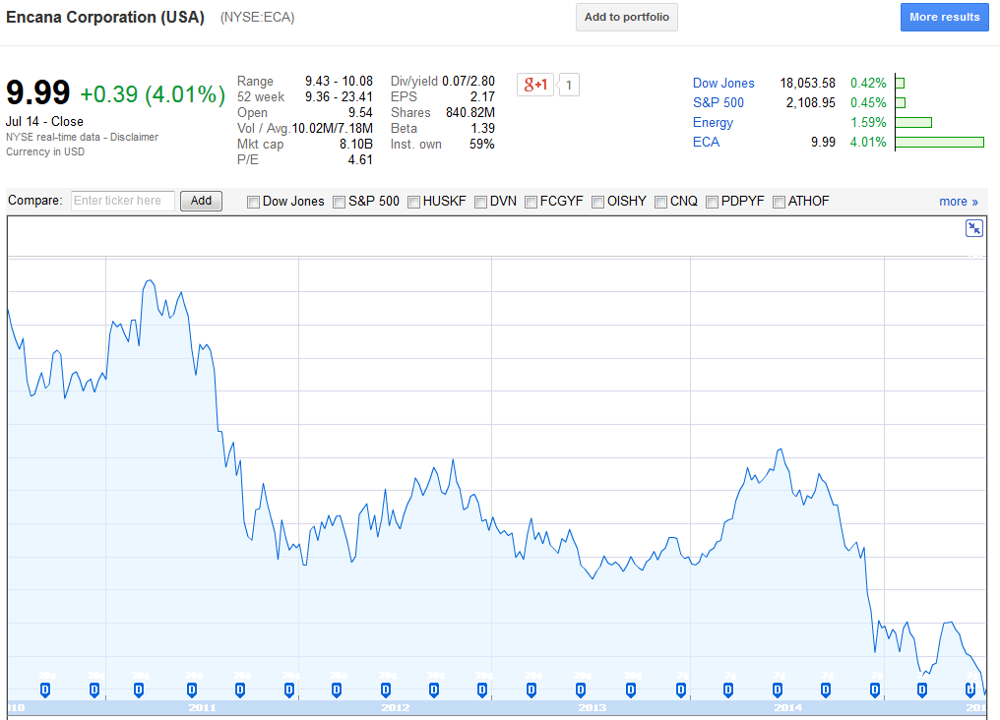 Encana Corporation (USA) (NYSE:ECA)
Add to portfolio
More results
9.99 +0.39 (4.01%)
Jul 14 - Close
NYSE real-time data - Disclaimer
Currency in USD
Range 9.43 - 10.08
52 week 9.36 - 23.41
Open 9.54
Vol / Avg. 10.02M/7.18M
Mkt cap 8.10B
P/E 4.61
Div/yield 0.07/2.80
EPS 2.17
Shares 840.82M
Beta 1.39
Inst. own 59%
g+1 1
Dow Jones 18,053.58 0.42%
S&P 500 2,108.95 0.45%
Energy 1.59%
ECA 9.99 4.01%
Compare: Enter ticker here Add Dow Jones S&P 500 HUSKF DVN FCGYF OISHY CNQ PDPYF ATHOF more »
D D D D D D D D D D D D D D D D D D D D
010 2011 2012 2013 2014 201